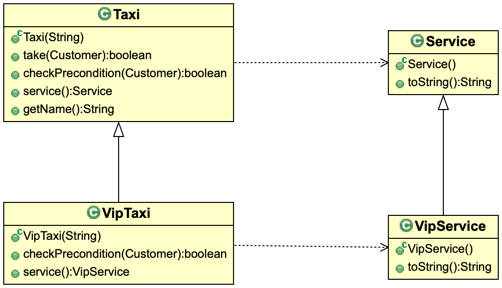 C Taxi
C Taxi(String)
take(Customer):boolean
checkPrecondition(Customer):boolean
service():Service
getName():String
C Service
C Service()
toString():String
C VipTaxi
C VipTaxi(String)
checkPrecondition(Customer):boolean
service():VipService
C VipService
C VipService()
toString():String